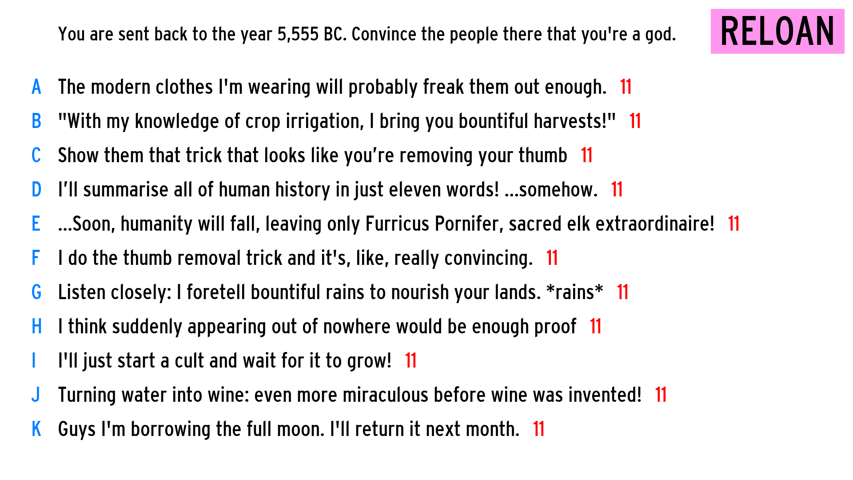 You are sent back to the year 5,555 BC. Convince the people there that you're a god.
RELOAN
A The modern clothes I'm wearing will probably freak them out enough. 11
B "With my knowledge of crop irrigation, I bring you bountiful harvests!" 11
C Show them that trick that looks like you’re removing your thumb 11
D I’ll summarise all of human history in just eleven words! ...somehow. 11
E ...Soon, humanity will fall, leaving only Furricus Pornifer, sacred elk extraordinaire! 11
F I do the thumb removal trick and it's, like, really convincing. 11
G Listen closely: I foretell bountiful rains to nourish your lands. *rains* 11
H I think suddenly appearing out of nowhere would be enough proof 11
I I'll just start a cult and wait for it to grow! 11
J Turning water into wine: even more miraculous before wine was invented! 11
K Guys I'm borrowing the full moon. I'll return it next month. 11